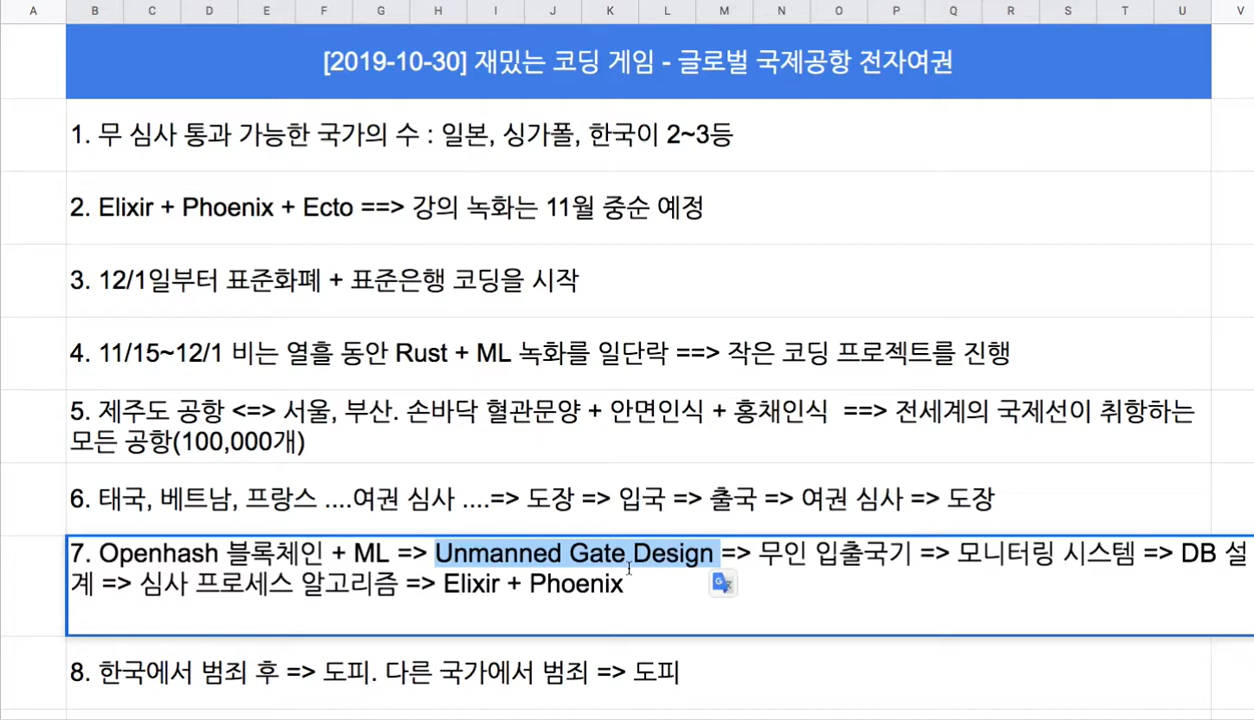 A B C D E F G H I J K L M N O P Q R S T U V
[2019-10-30] 재밌는 코딩 게임 - 글로벌 국제공항 전자여권
1. 무 심사 통과 가능한 국가의 수 : 일본, 싱가폴, 한국이 2~3등
2. Elixir + Phoenix + Ecto ==> 강의 녹화는 11월 중순 예정
3. 12/1일부터 표준화폐 + 표준은행 코딩을 시작
4. 11/15~12/1 비는 열흘 동안 Rust + ML 녹화를 일단락 ==> 작은 코딩 프로젝트를 진행
5. 제주도 공항 <=> 서울, 부산. 손바닥 혈관문양 + 안면인식 + 홍채인식 ==> 전세계의 국제선이 취항하는
모든 공항(100,000개)
6. 태국, 베트남, 프랑스 ....여권 심사 ....=> 도장 => 입국 => 출국 => 여권 심사 => 도장
7. Openhash 블록체인 + ML => Unmanned Gate Design => 무인 입출국기 => 모니터링 시스템 => DB 설
계 => 심사 프로세스 알고리즘 => Elixir + Phoenix
8. 한국에서 범죄 후 => 도피. 다른 국가에서 범죄 => 도피